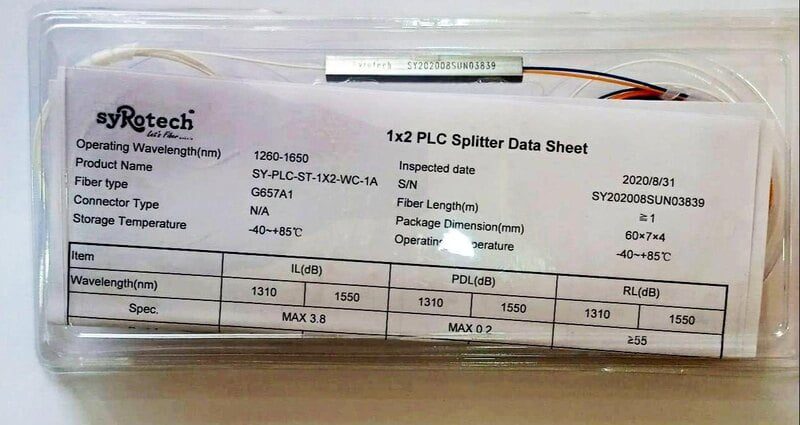 Syrotech SY202008SUN03839
syRotech
Let's Fiber
1x2 PLC Splitter Data Sheet
Operating Wavelength(nm) 1260-1650 Inspected date 2020/8/31
Product Name SY-PLC-ST-1X2-WC-1A S/N SY202008SUN03839
Fiber type G657A1 Fiber Length(m) ≧1
Connector Type N/A Package Dimension(mm) 60×7×4
Storage Temperature -40~+85℃ -40~+85℃
Item IL(dB) PDL(dB) RL(dB)
Wavelength(nm) 1310 1550 1310 1550 1310 1550
Spec. MAX 3.8 MAX 0.2 ≥55